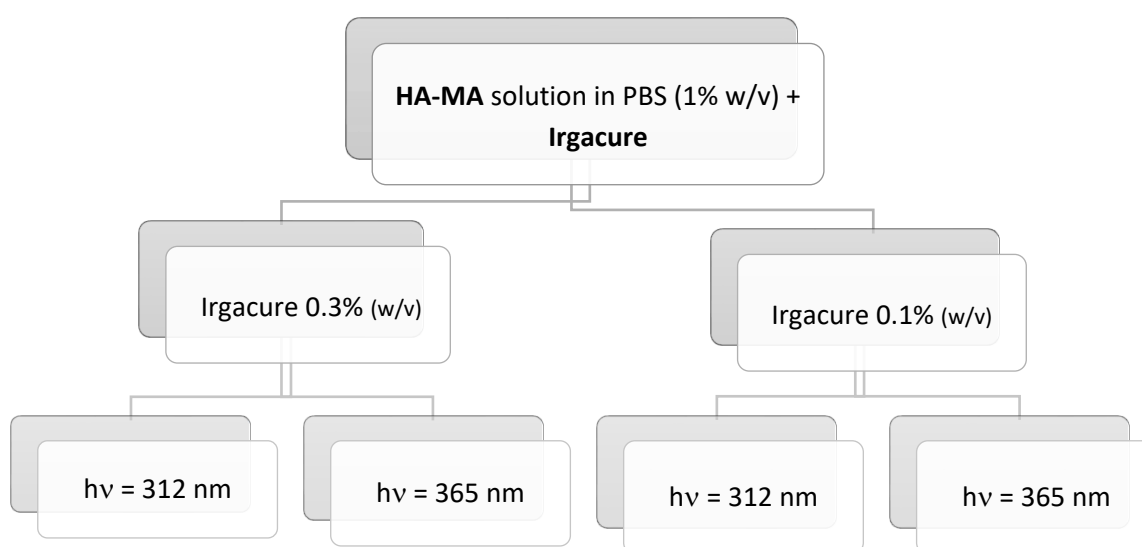 HA-MA solution in PBS (1% w/v) +
Irgacure
Irgacure 0.3% (w/v)
Irgacure 0.1% (w/v)
hν = 312 nm
hν = 365 nm
hν = 312 nm
hν = 365 nm